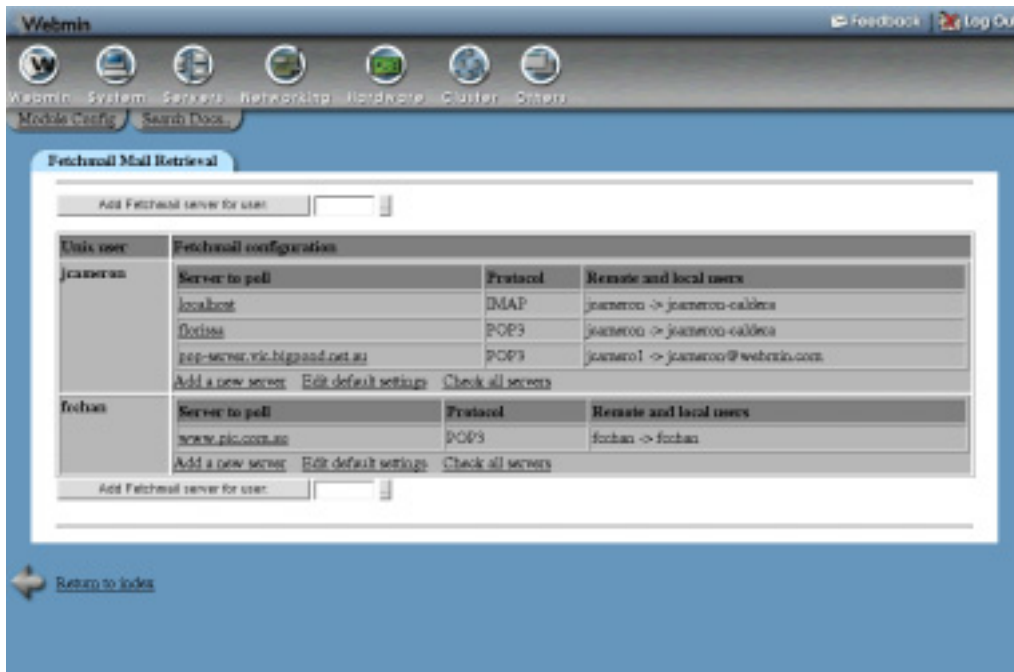 Webmin
Feedback Log Ou
Webmin System Servers Networking Hardware Cluster Others
Module Config Search Docs..
Fetchmail Mail Retrieval
Add Fetchmail server for user:
Unix user Fetchmail configuration
jcameron Server to poll Protocol Remote and local users
localhost IMAP jcameron -> jcameron-caldera
florissa POP3 jcameron -> jcameron-caldera
pop-server.vic.bigpond.net.au POP3 jcamero1 -> jcameron@webmin.com
Add a new server Edit default settings Check all servers
fcchan Server to poll Protocol Remote and local users
www.pic.com.au POP3 fcchan -> fcchan
Add a new server Edit default settings Check all servers
Add Fetchmail server for user:
Return to index